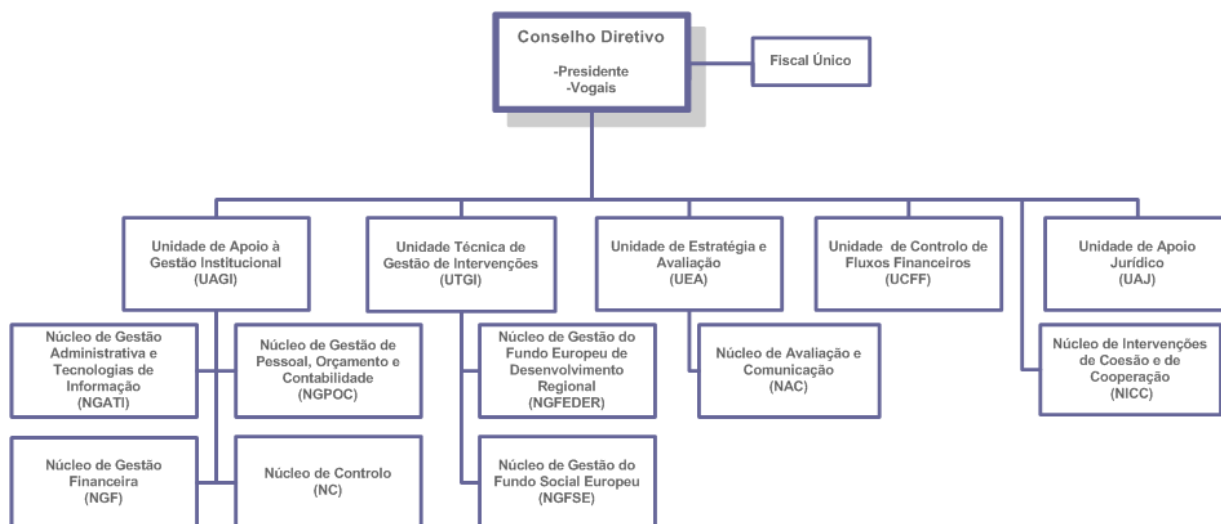 Conselho Diretivo
-Presidente
-Vogais
Fiscal Único
Unidade de Apoio à
Gestão Institucional
(UAGI)
Unidade Técnica de
Gestão de Intervenções
(UTGI)
Unidade de Estratégia e
Avaliação
(UEA)
Unidade de Controlo de
Fluxos Financeiros
(UCFF)
Unidade de Apoio
Jurídico
(UAJ)
Núcleo de Gestão
Administrativa e
Tecnologias de
Informação
(NGATI)
Núcleo de Gestão de
Pessoal, Orçamento e
Contabilidade
(NGPOC)
Núcleo de Gestão do
Fundo Europeu de
Desenvolvimento
Regional
(NGFEDER)
Núcleo de Avaliação e
Comunicação
(NAC)
Núcleo de Intervenções
de Coesão e de
Cooperação
(NICC)
Núcleo de Gestão
Financeira
(NGF)
Núcleo de Controlo
(NC)
Núcleo de Gestão do
Fundo Social Europeu
(NGFSE)